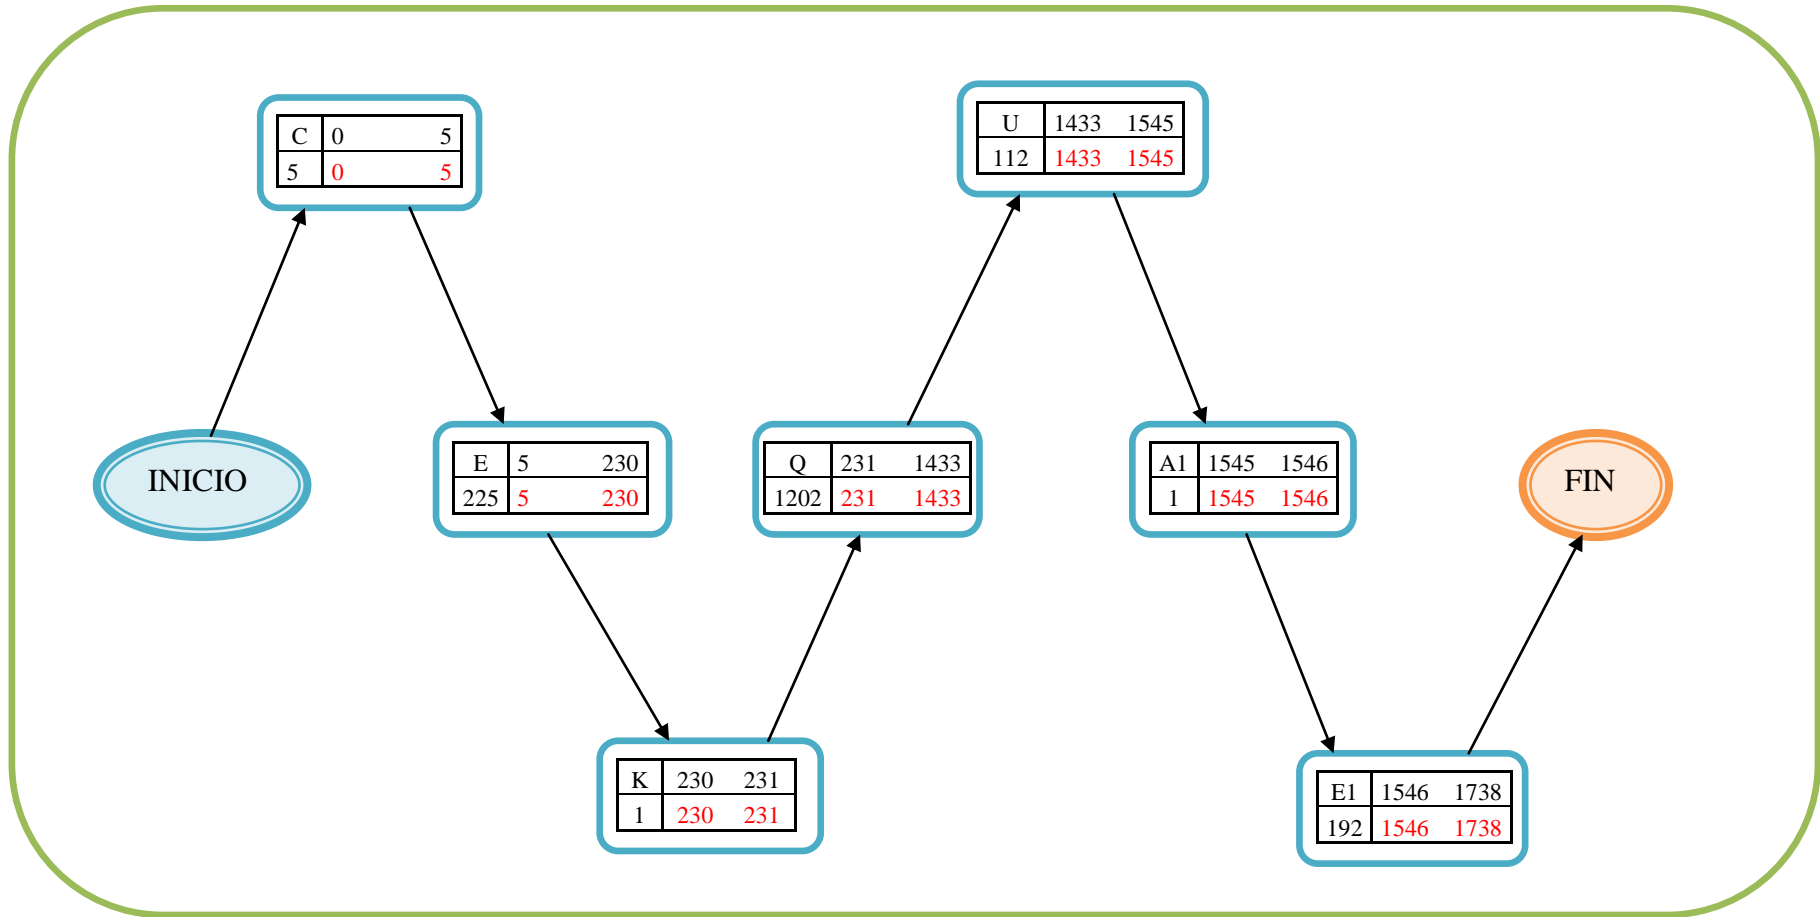 C 0 5
5 0 5
U 1433 1545
112 1433 1545
INICIO
E 5 230
225 5 230
Q 231 1433
1202 231 1433
A1 1545 1546
1 1545 1546
FIN
K 230 231
1 230 231
E1 1546 1738
192 1546 1738